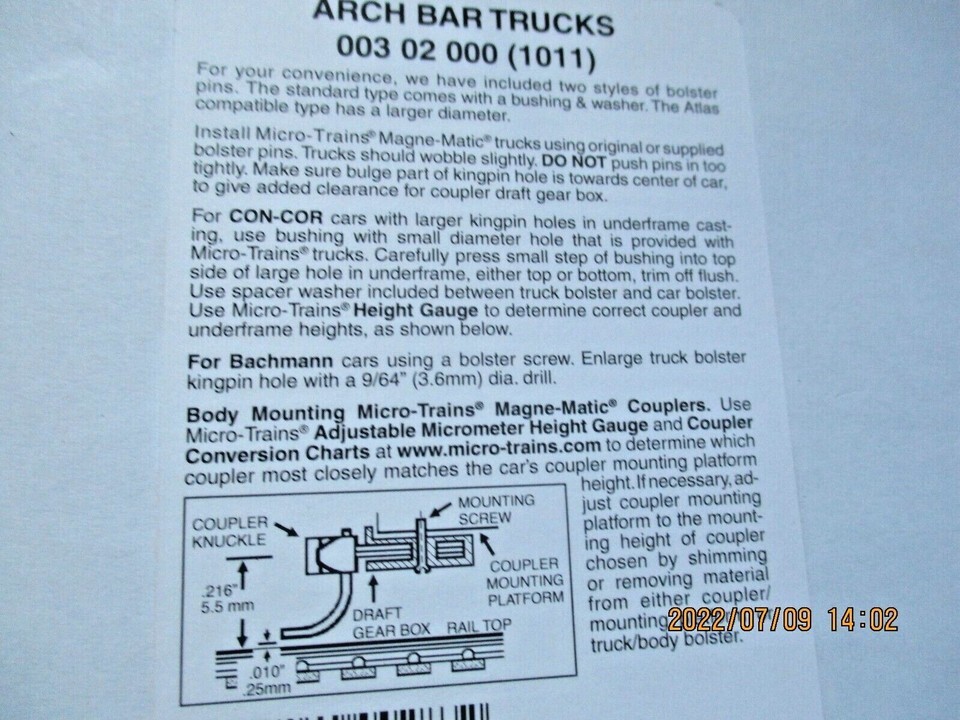 ARCH BAR TRUCKS
003 02 000 (1011)
For your convenience, we have included two styles of bolster
pins. The standard type comes with a bushing & washer. The Atlas
compatible type has a larger diameter.
Install Micro-Trains® Magne-Matic® trucks using original or supplied
bolster pins. Trucks should wobble slightly. DO NOT push pins in too
tightly. Make sure bulge part of kingpin hole is towards center of car,
to give added clearance for coupler draft gear box.
For CON-COR cars with larger kingpin holes in underframe cast-
ing, use bushing with small diameter hole that is provided with
Micro-Trains® trucks. Carefully press small step of bushing into top
side of large hole in underframe, either top or bottom, trim off flush.
Use spacer washer included between truck bolster and car bolster.
Use Micro-Trains® Height Gauge to determine correct coupler and
underframe heights, as shown below.
For Bachmann cars using a bolster screw. Enlarge truck bolster
kingpin hole with a 9/64" (3.6mm) dia. drill.
Body Mounting Micro-Trains® Magne-Matic® Couplers. Use
Micro-Trains® Adjustable Micrometer Height Gauge and Coupler
Conversion Charts at www.micro-trains.com to determine which
coupler most closely matches the car's coupler mounting platform
height. If necessary, ad-
just coupler mounting
platform to the mount-
ing height of coupler
chosen by shimming
or removing material
from either coupler/
mounting
truck/body bolster.
COUPLER
KNUCKLE
MOUNTING
SCREW
COUPLER
MOUNTING
PLATFORM
.216"
5.5 mm
DRAFT
GEAR BOX
RAIL TOP
.010"
.25mm
2022/07/09 14:02